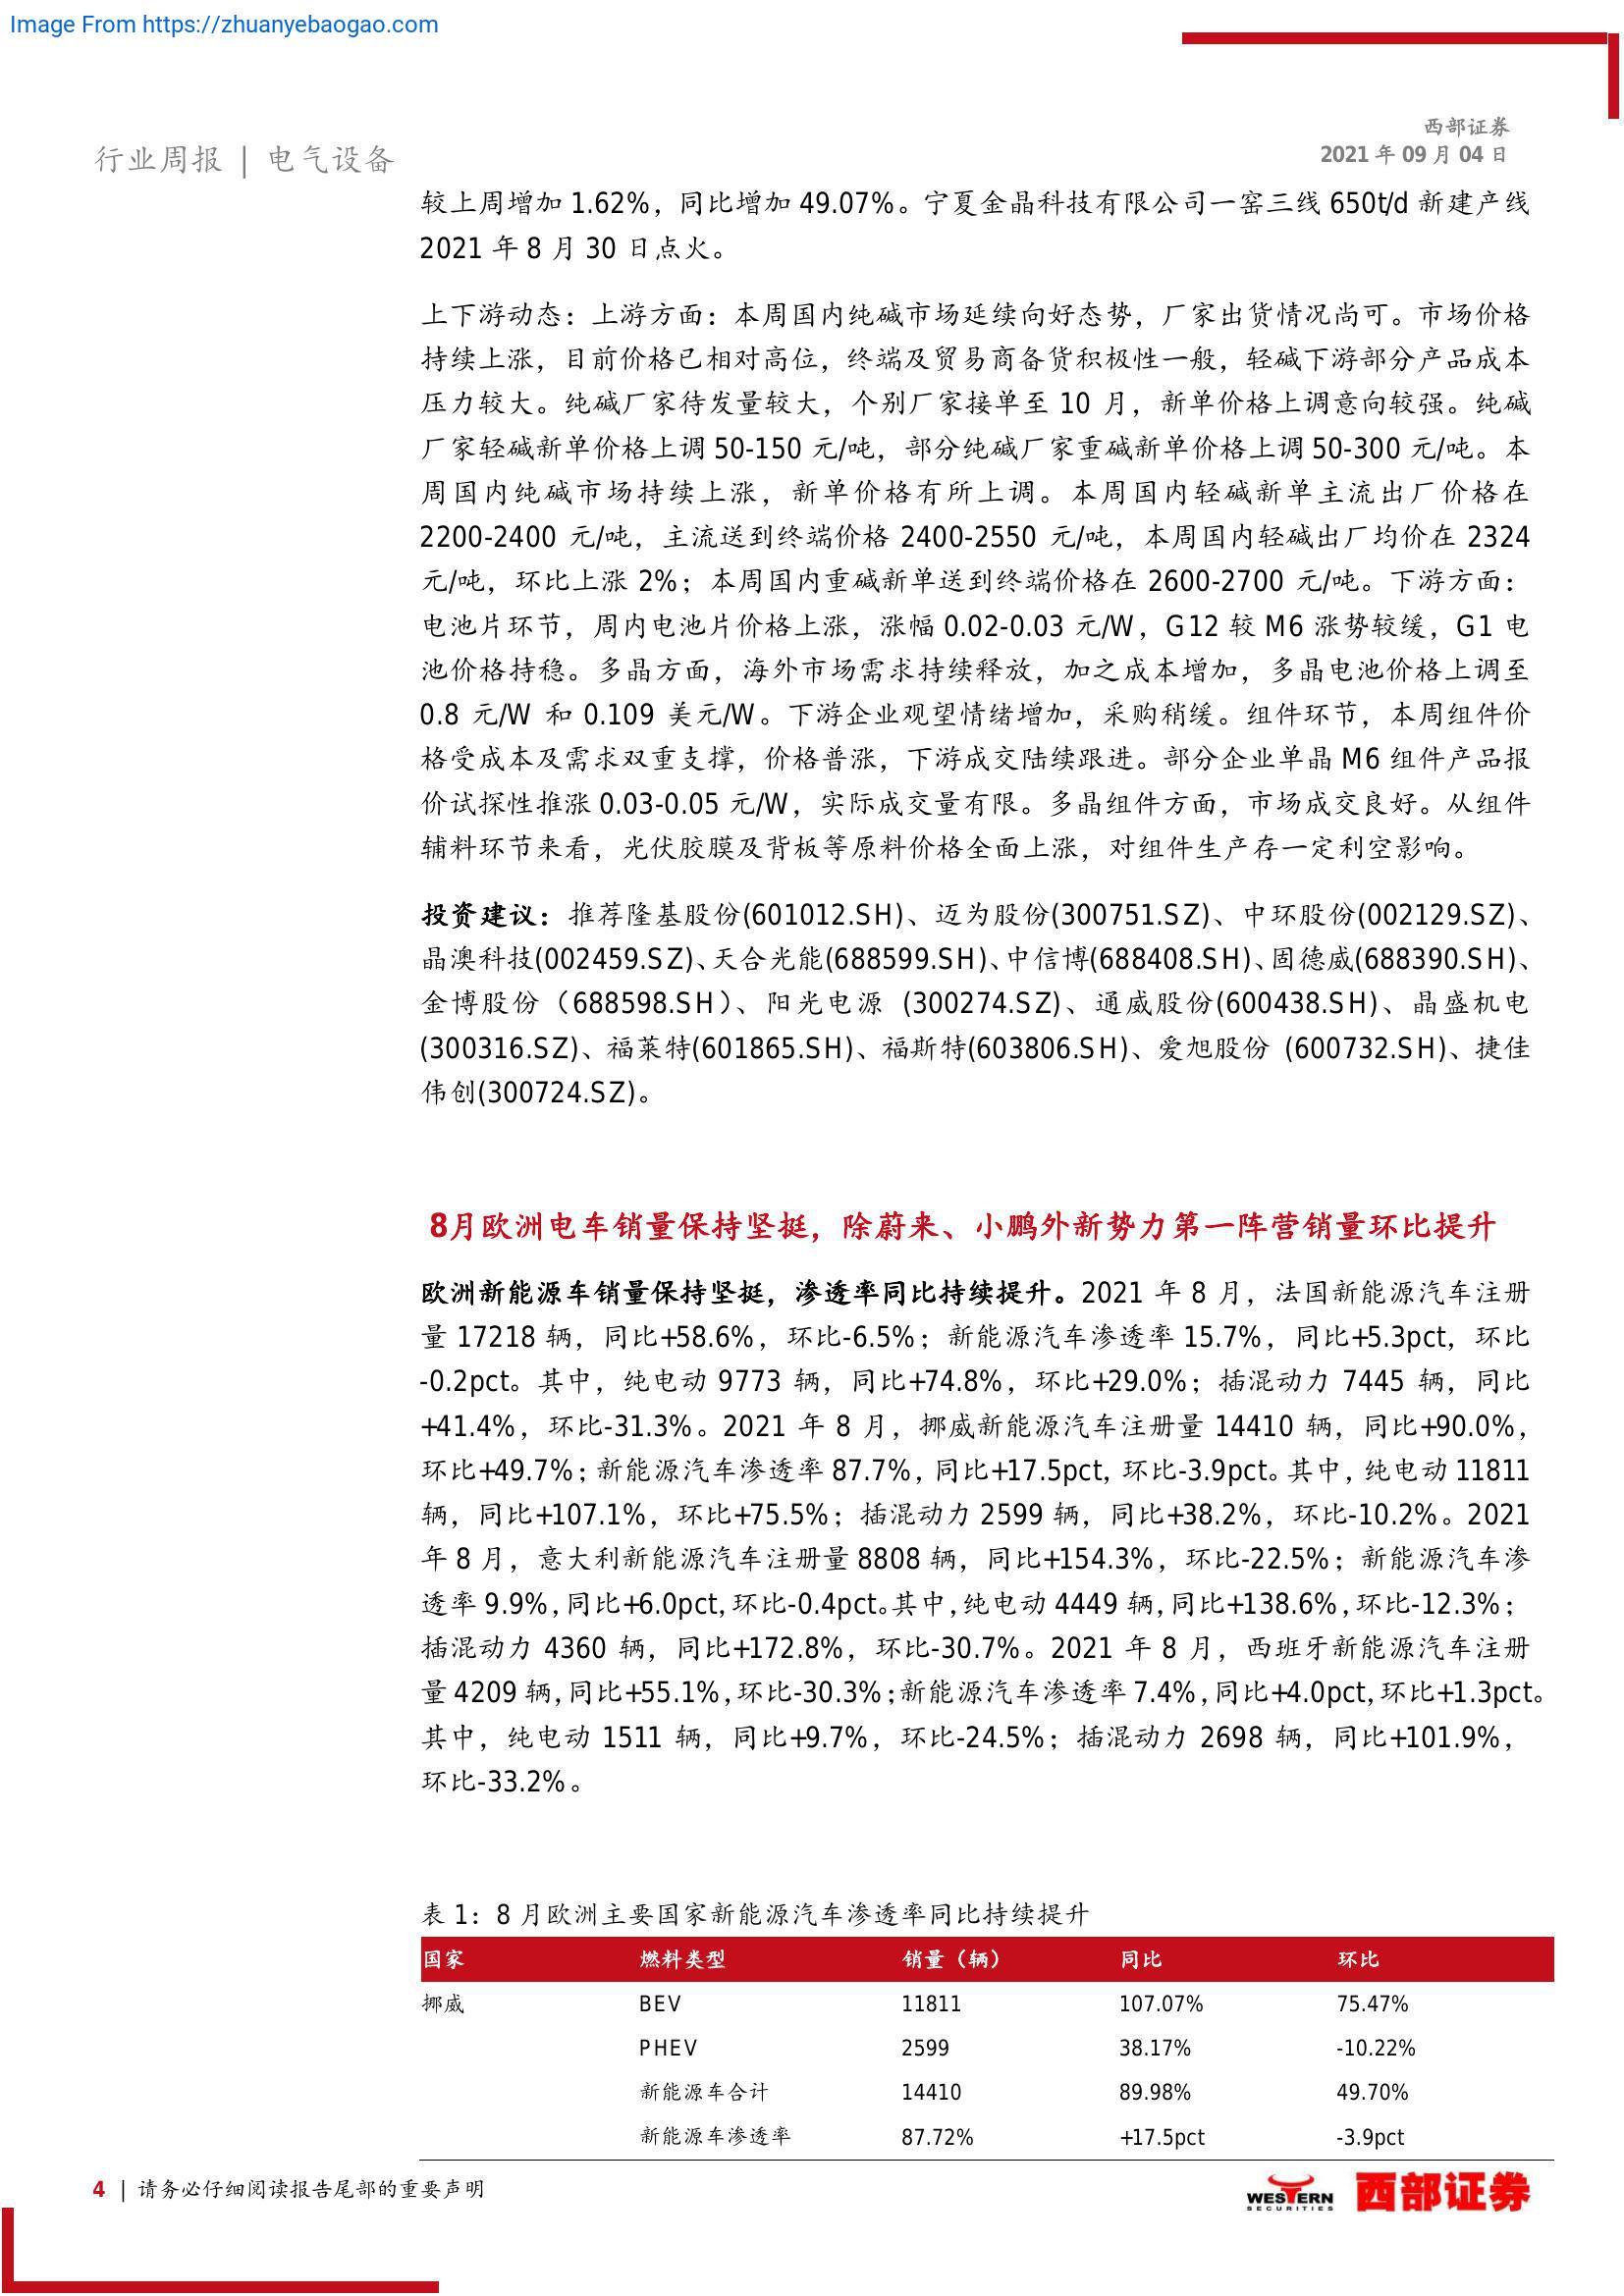 Image From https://zhuanyebaogao.com
西部证券
2021 年 09 月 04 日
行业周报 | 电气设备
较上周增加 1.62%，同比增加 49.07%。宁夏金晶科技有限公司一窑三线 650t/d 新建产线
2021 年 8 月 30 日点火。
上下游动态：上游方面：本周国内纯碱市场延续向好态势，厂家出货情况尚可。市场价格
持续上涨，目前价格已相对高位，终端及贸易商备货积极性一般，轻碱下游部分产品成本
压力较大。纯碱厂家待发量较大，个别厂家接单至 10 月，新单价格上调意向较强。纯碱
厂家轻碱新单价格上调 50-150 元/吨，部分纯碱厂家重碱新单价格上调 50-300 元/吨。本
周国内纯碱市场持续上涨，新单价格有所上调。本周国内轻碱新单主流出厂价格在
2200-2400 元/吨，主流送到终端价格 2400-2550 元/吨，本周国内轻碱出厂均价在 2324
元/吨，环比上涨 2%；本周国内重碱新单送到终端价格在 2600-2700 元/吨。下游方面：
电池片环节，周内电池片价格上涨，涨幅 0.02-0.03 元/W，G12 较 M6 涨势较缓，G1 电
池价格持稳。多晶方面，海外市场需求持续释放，加之成本增加，多晶电池价格上调至
0.8 元/W 和 0.109 美元/W。下游企业观望情绪增加，采购稍缓。组件环节，本周组件价
格受成本及需求双重支撑，价格普涨，下游成交陆续跟进。部分企业单晶 M6 组件产品报
价试探性推涨 0.03-0.05 元/W，实际成交量有限。多晶组件方面，市场成交良好。从组件
辅料环节来看，光伏胶膜及背板等原料价格全面上涨，对组件生产存一定利空影响。
投资建议：推荐隆基股份(601012.SH)、迈为股份(300751.SZ)、中环股份(002129.SZ)、
晶澳科技(002459.SZ)、天合光能(688599.SH)、中信博(688408.SH)、固德威(688390.SH)、
金博股份（688598.SH）、阳光电源 (300274.SZ)、通威股份(600438.SH)、晶盛机电
(300316.SZ)、福莱特(601865.SH)、福斯特(603806.SH)、爱旭股份 (600732.SH)、捷佳
伟创(300724.SZ)。
8月欧洲电车销量保持坚挺，除蔚来、小鹏外新势力第一阵营销量环比提升
欧洲新能源车销量保持坚挺，渗透率同比持续提升。2021 年 8 月，法国新能源汽车注册
量 17218 辆，同比+58.6%，环比-6.5%；新能源汽车渗透率 15.7%，同比+5.3pct，环比
-0.2pct。其中，纯电动 9773 辆，同比+74.8%，环比+29.0%；插混动力 7445 辆，同比
+41.4%，环比-31.3%。2021 年 8 月，挪威新能源汽车注册量 14410 辆，同比+90.0%，
环比+49.7%；新能源汽车渗透率 87.7%，同比+17.5pct，环比-3.9pct。其中，纯电动 11811
辆，同比+107.1%，环比+75.5%；插混动力 2599 辆，同比+38.2%，环比-10.2%。2021
年 8 月，意大利新能源汽车注册量 8808 辆，同比+154.3%，环比-22.5%；新能源汽车渗
透率 9.9%，同比+6.0pct，环比-0.4pct。其中，纯电动 4449 辆，同比+138.6%，环比-12.3%；
插混动力 4360 辆，同比+172.8%，环比-30.7%。2021 年 8 月，西班牙新能源汽车注册
量 4209 辆，同比+55.1%，环比-30.3%；新能源汽车渗透率 7.4%，同比+4.0pct，环比+1.3pct。
其中，纯电动 1511 辆，同比+9.7%，环比-24.5%；插混动力 2698 辆，同比+101.9%，
环比-33.2%。
表 1：8 月欧洲主要国家新能源汽车渗透率同比持续提升
国家 燃料类型 销量（辆） 同比 环比
挪威 BEV 11811 107.07% 75.47%
PHEV 2599 38.17% -10.22%
新能源车合计 14410 89.98% 49.70%
新能源车渗透率 87.72% +17.5pct -3.9pct
4 | 请务必仔细阅读报告尾部的重要声明
WESTERN
SECURITIES
西部证券